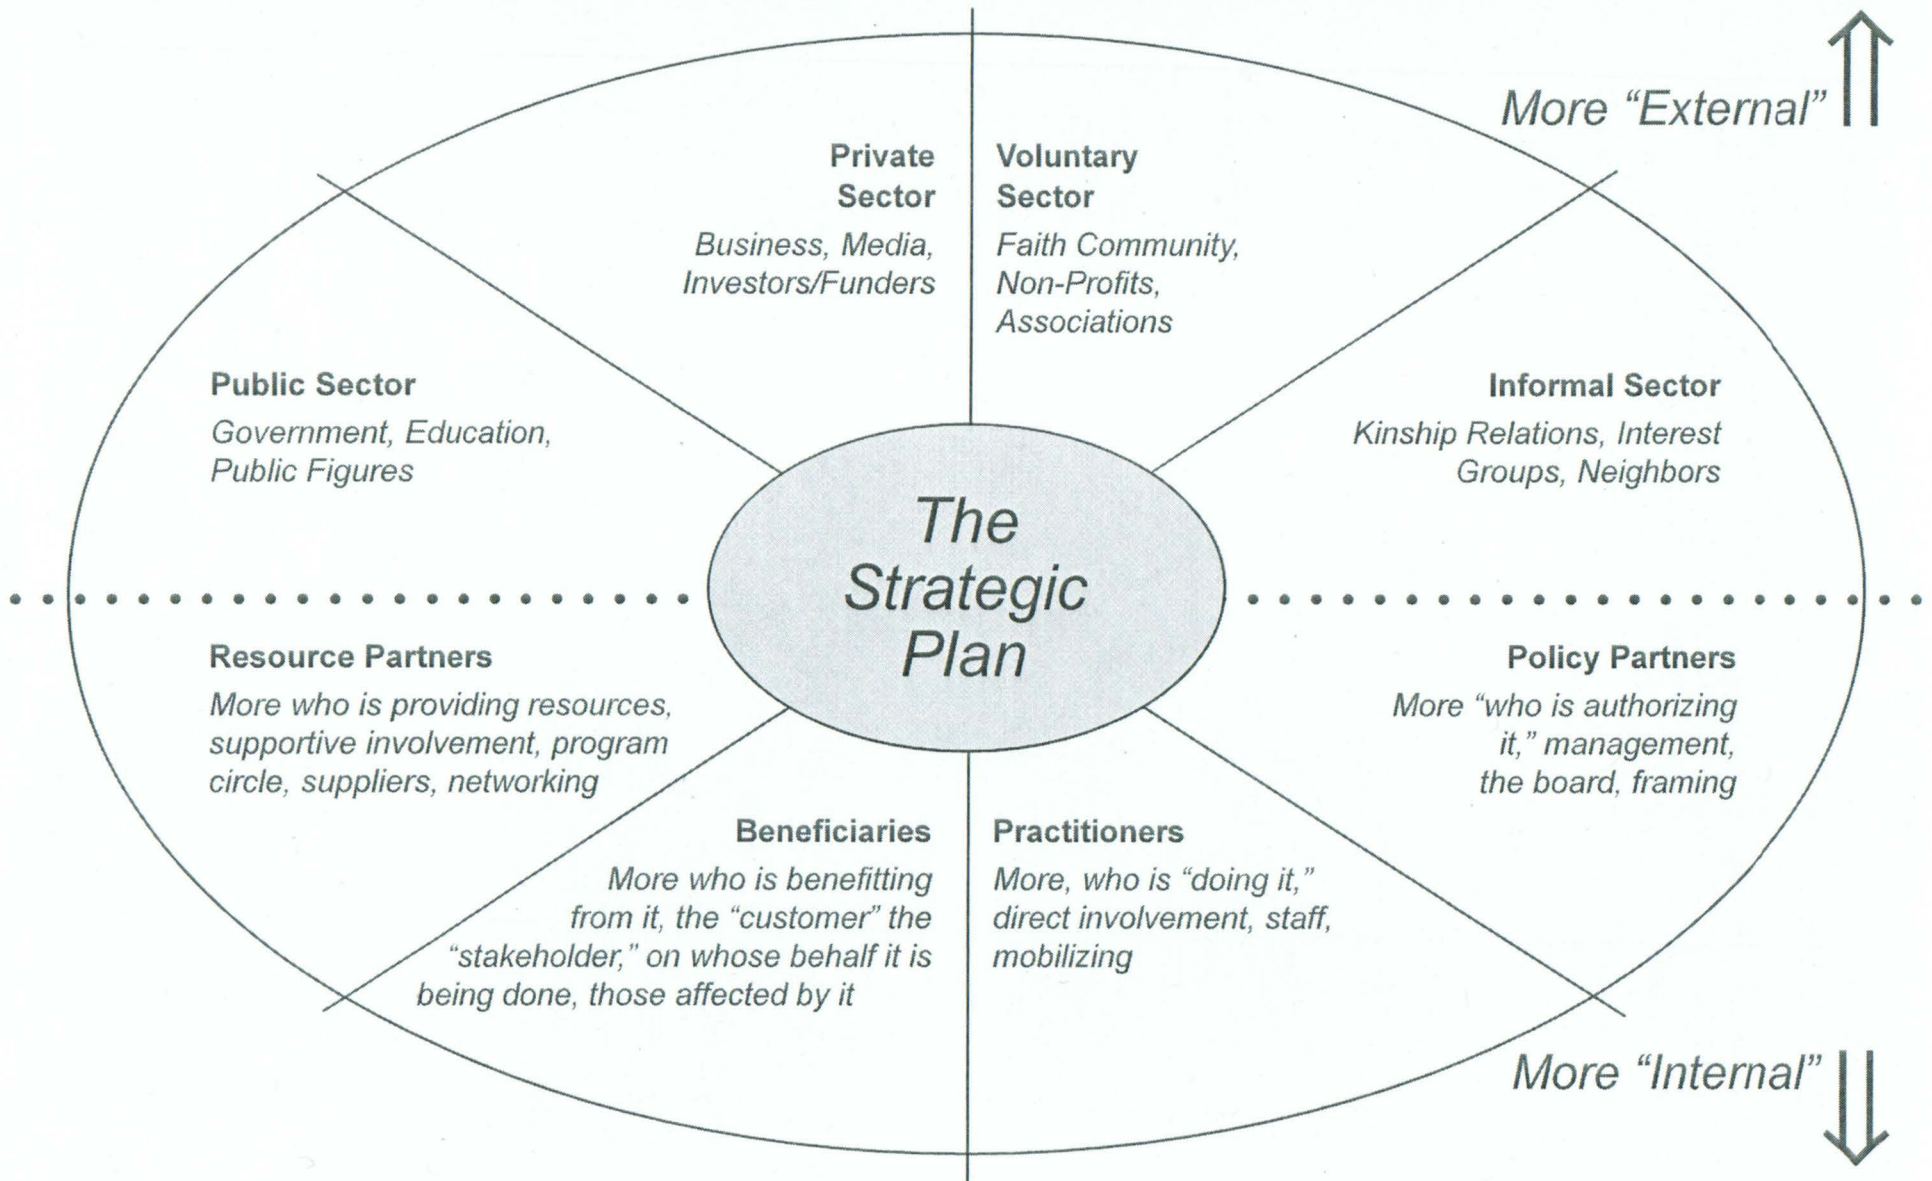 More “External”
Private
Sector
Business, Media,
Investors/Funders
Voluntary
Sector
Faith Community,
Non-Profits,
Associations
Public Sector
Government, Education,
Public Figures
Informal Sector
Kinship Relations, Interest
Groups, Neighbors
The
Strategic
Plan
Resource Partners
More who is providing resources,
supportive involvement, program
circle, suppliers, networking
Policy Partners
More “who is authorizing
it,” management,
the board, framing
Beneficiaries
More who is benefitting
from it, the “customer” the
“stakeholder,” on whose behalf it is
being done, those affected by it
Practitioners
More, who is “doing it,”
direct involvement, staff,
mobilizing
More “Internal”